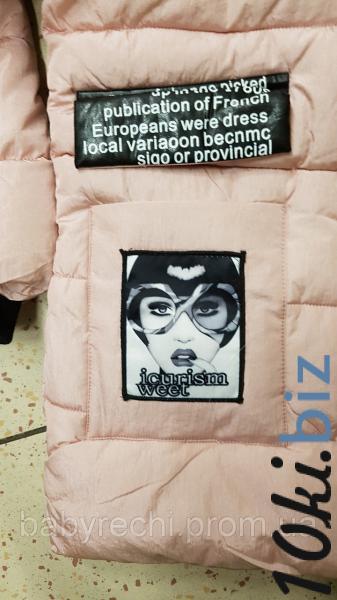 publication of French
Europeans were dress
local variaoon becnmc
sigo or provincial
icurism
weet
babyrechi.prom.ua
10ki.biz